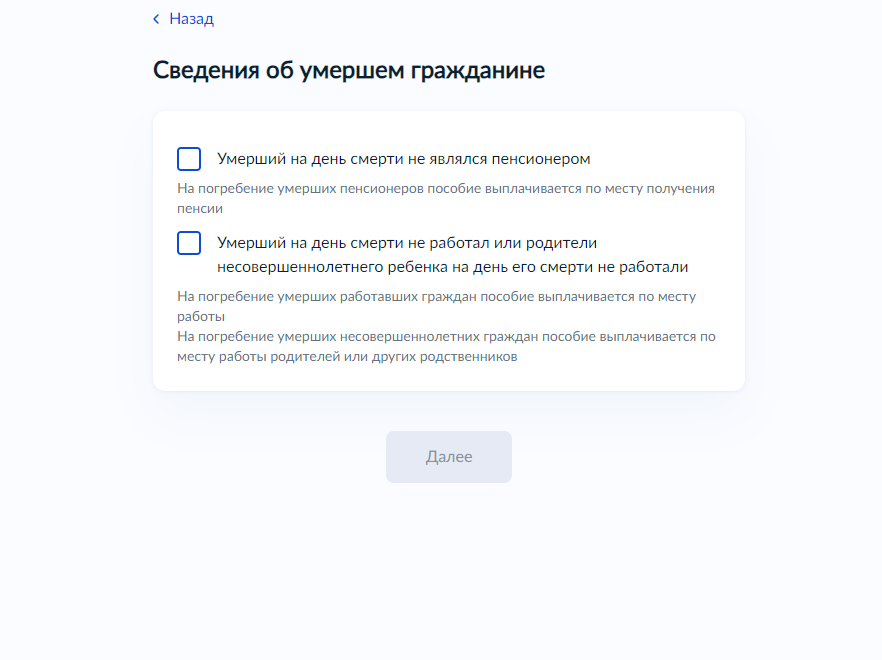 Назад
Сведения об умершем гражданине
Умерший на день смерти не являлся пенсионером
На погребение умерших пенсионеров пособие выплачивается по месту получения
пенсии
Умерший на день смерти не работал или родители
несовершеннолетнего ребенка на день его смерти не работали
На погребение умерших работавших граждан пособие выплачивается по месту
работы
На погребение умерших несовершеннолетних граждан пособие выплачивается по
месту работы родителей или других родственников
Далее